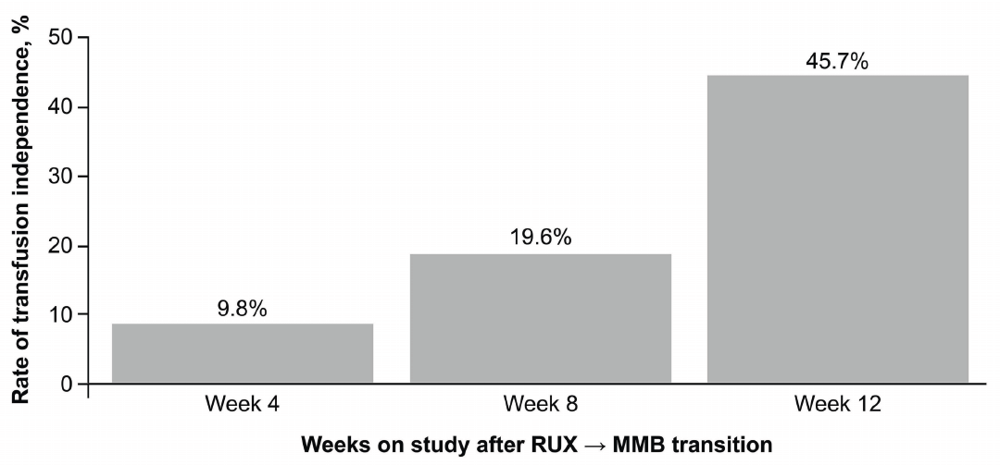 Rate of transfusion independence, %
50
40
30
20
10
0
9.8%
19.6%
45.7%
Week 4
Week 8
Week 12
Weeks on study after RUX → MMB transition